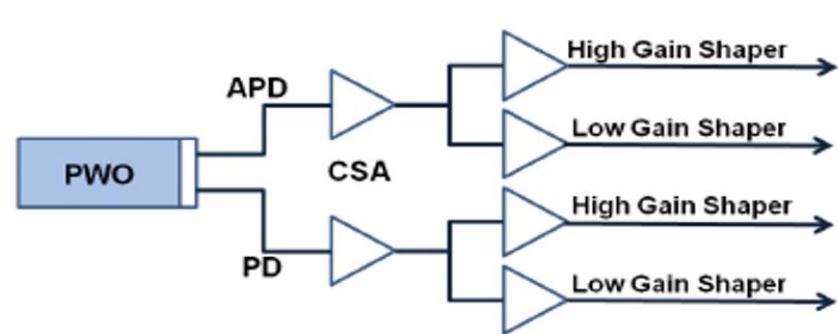 High Gain Shaper
APD
Low Gain Shaper
PWO
CSA
High Gain Shaper
PD
Low Gain Shaper